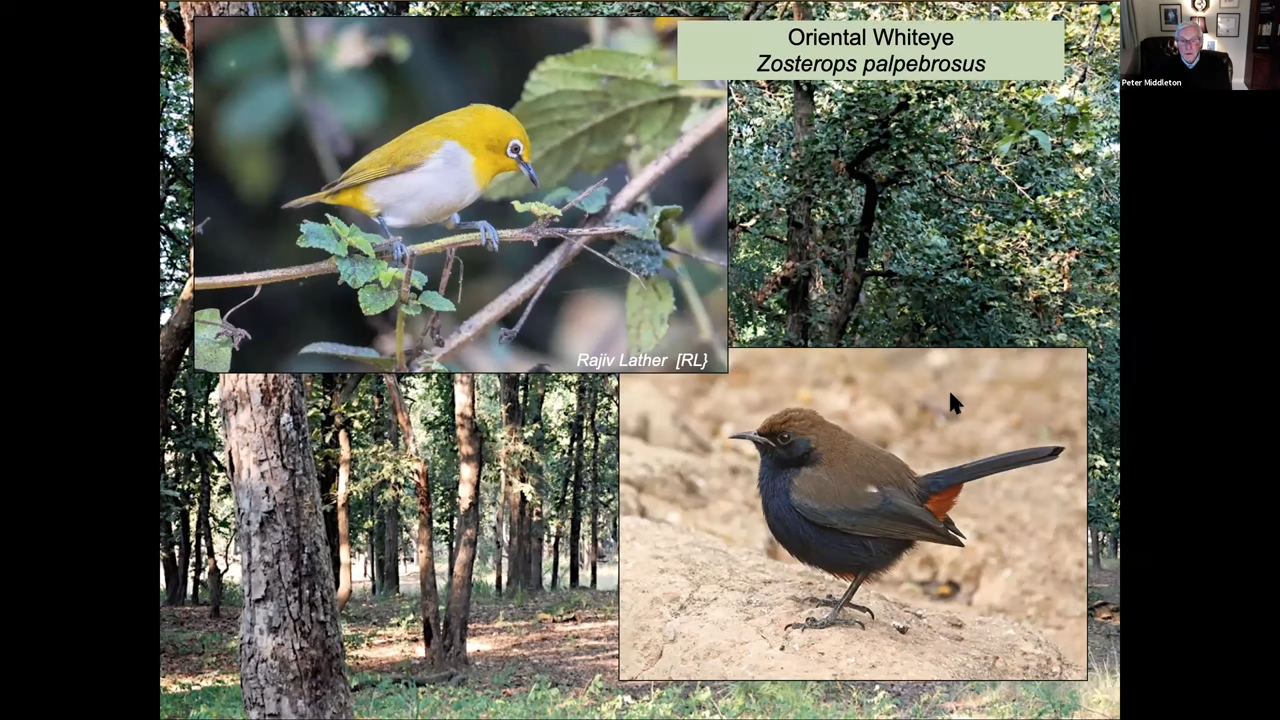 Oriental Whiteye
Zosterops palpebrosus
Peter Middleton
Rajiv Lather [RL}